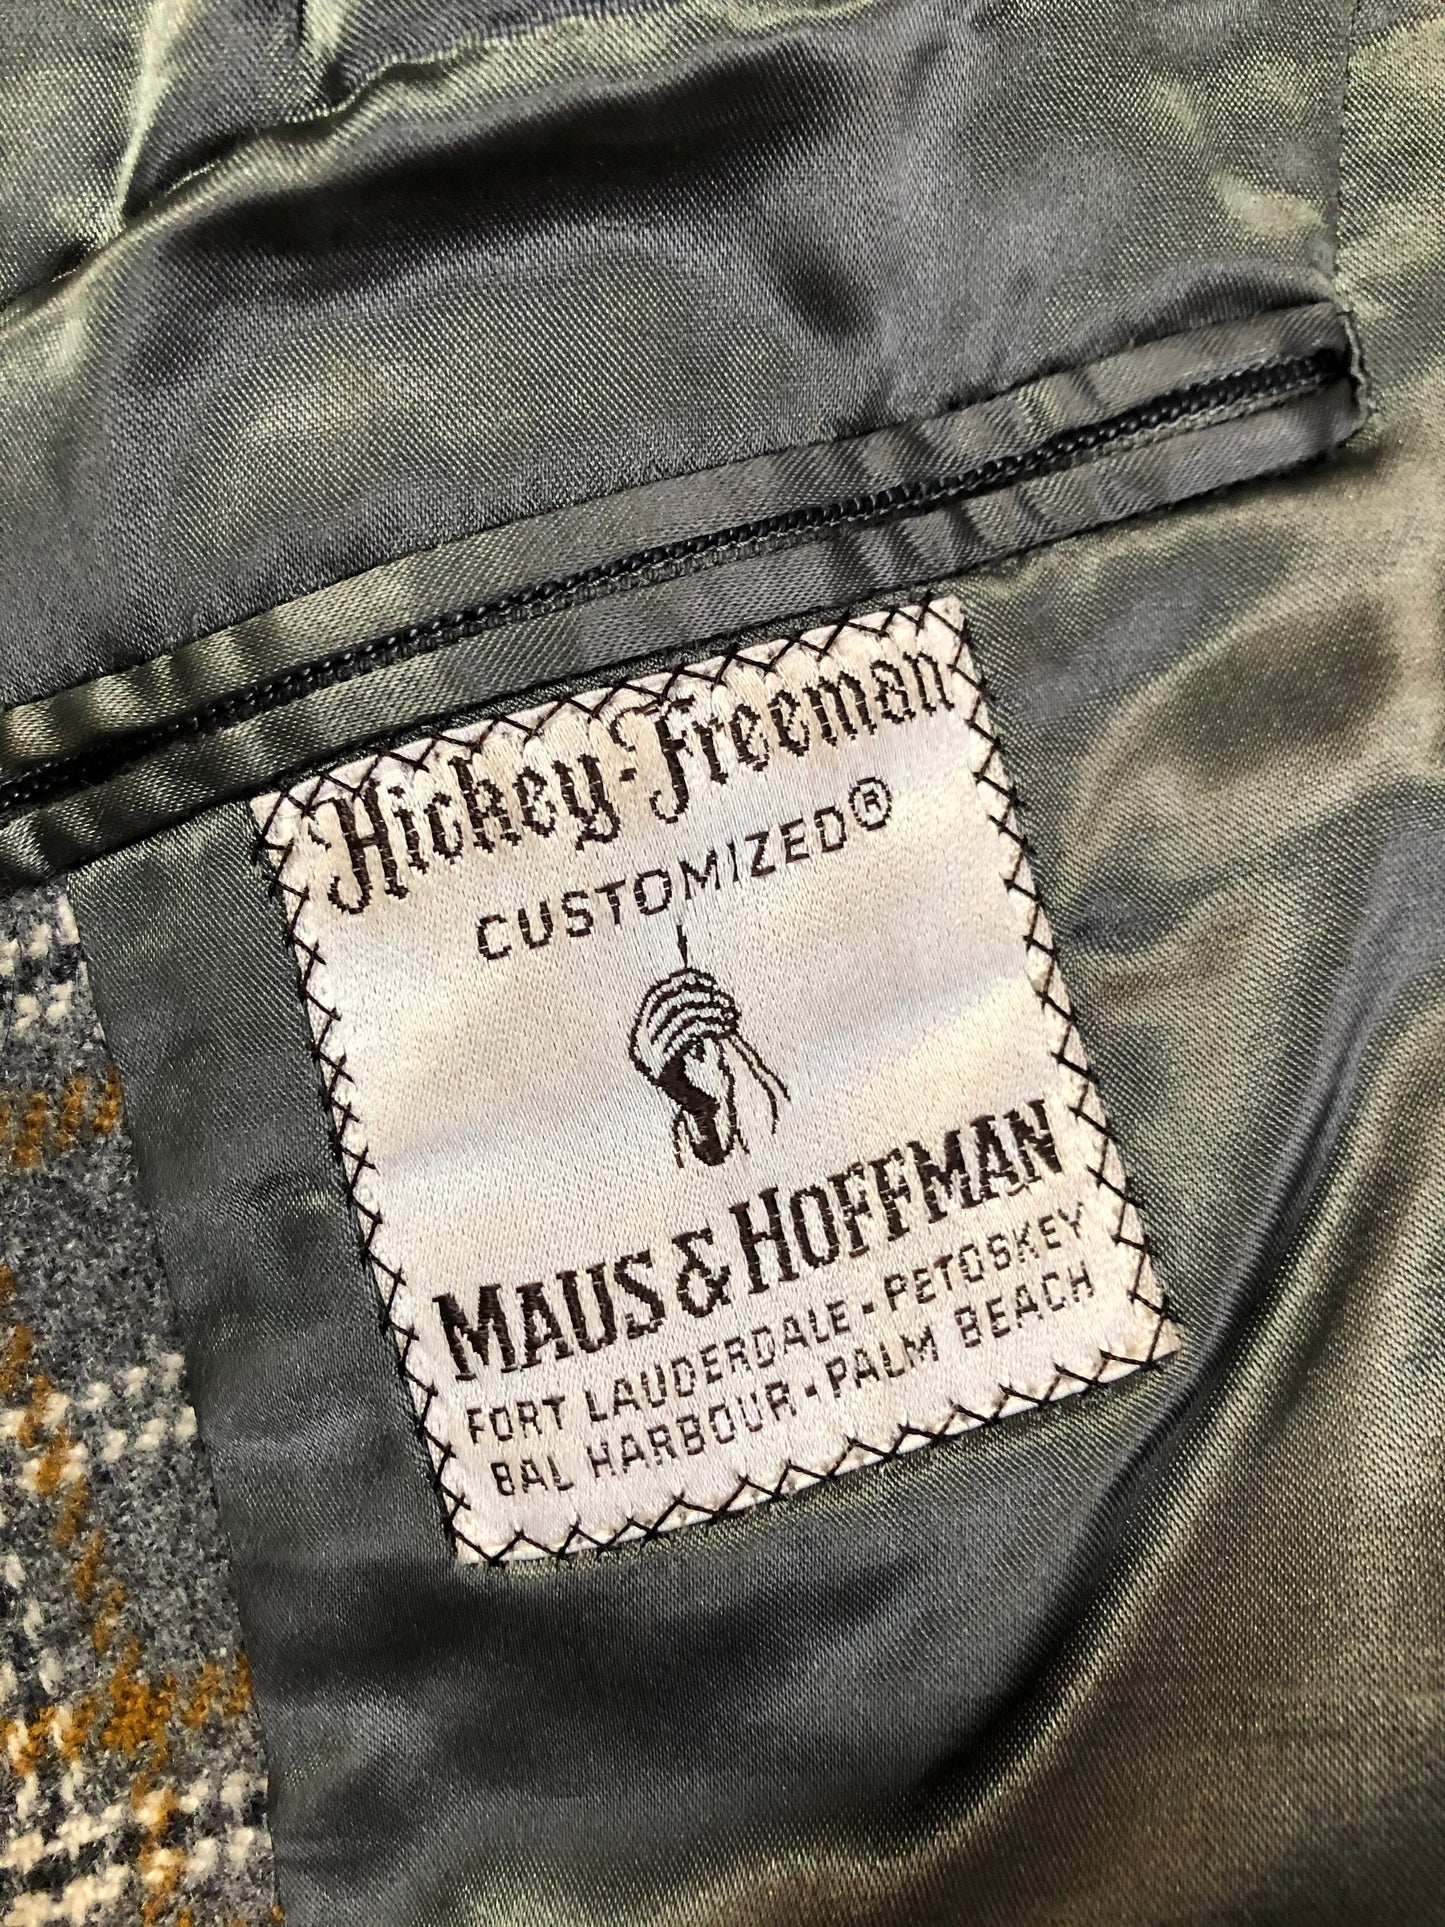 Hickey-Freeman
CUSTOMIZED®
MAUS & HOFFMAN
FORT LAUDERDALE - PETOSKEY
BAL HARBOUR - PALM BEACH